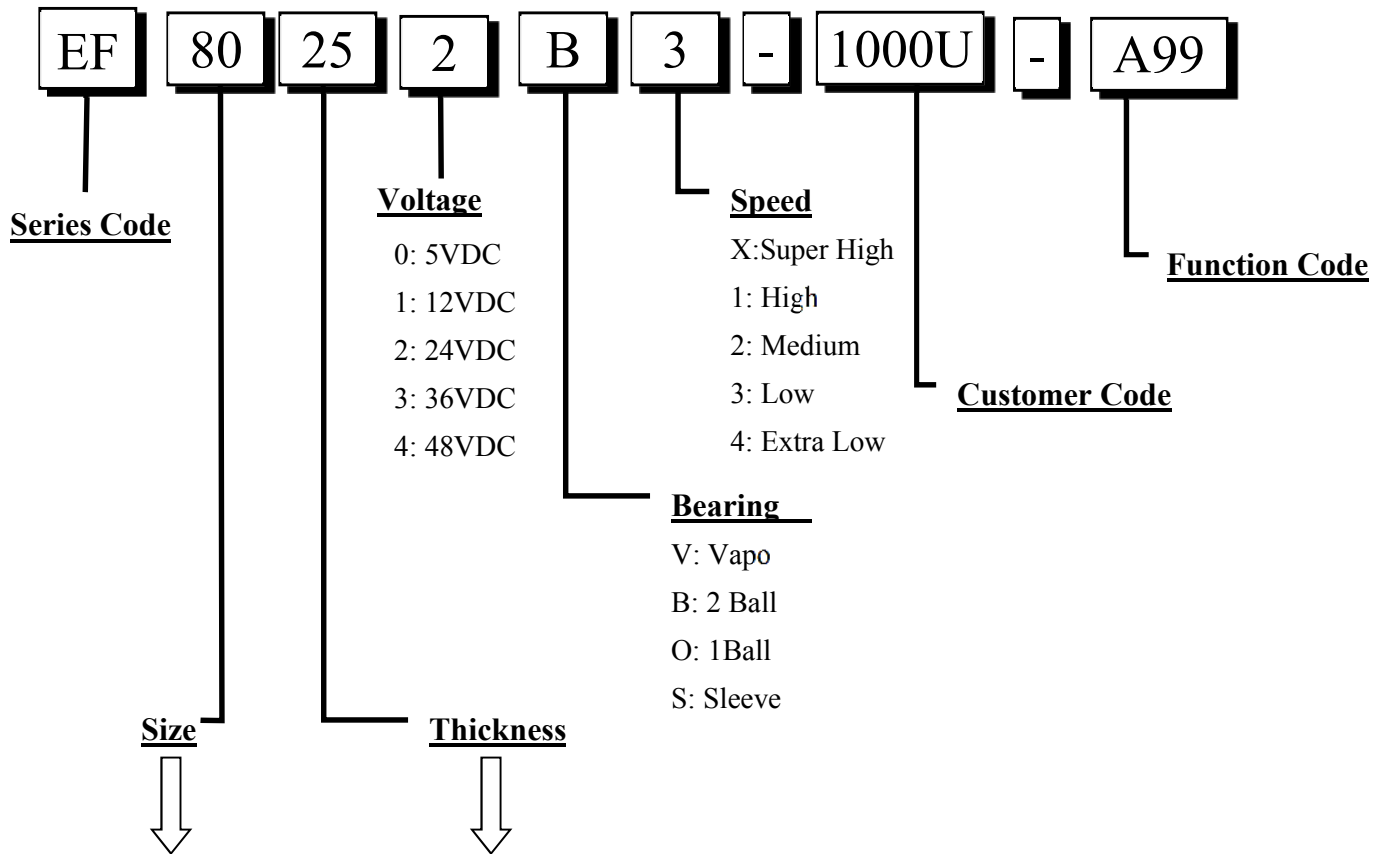 EF 80 25 2 B 3 - 1000U - A99
Series Code
Voltage
0: 5VDC
1: 12VDC
2: 24VDC
3: 36VDC
4: 48VDC
Speed
X:Super High
1: High
2: Medium
3: Low
4: Extra Low
Function Code
Customer Code
Bearing
V: Vapo
B: 2 Ball
O: 1Ball
S: Sleeve
Size
Thickness